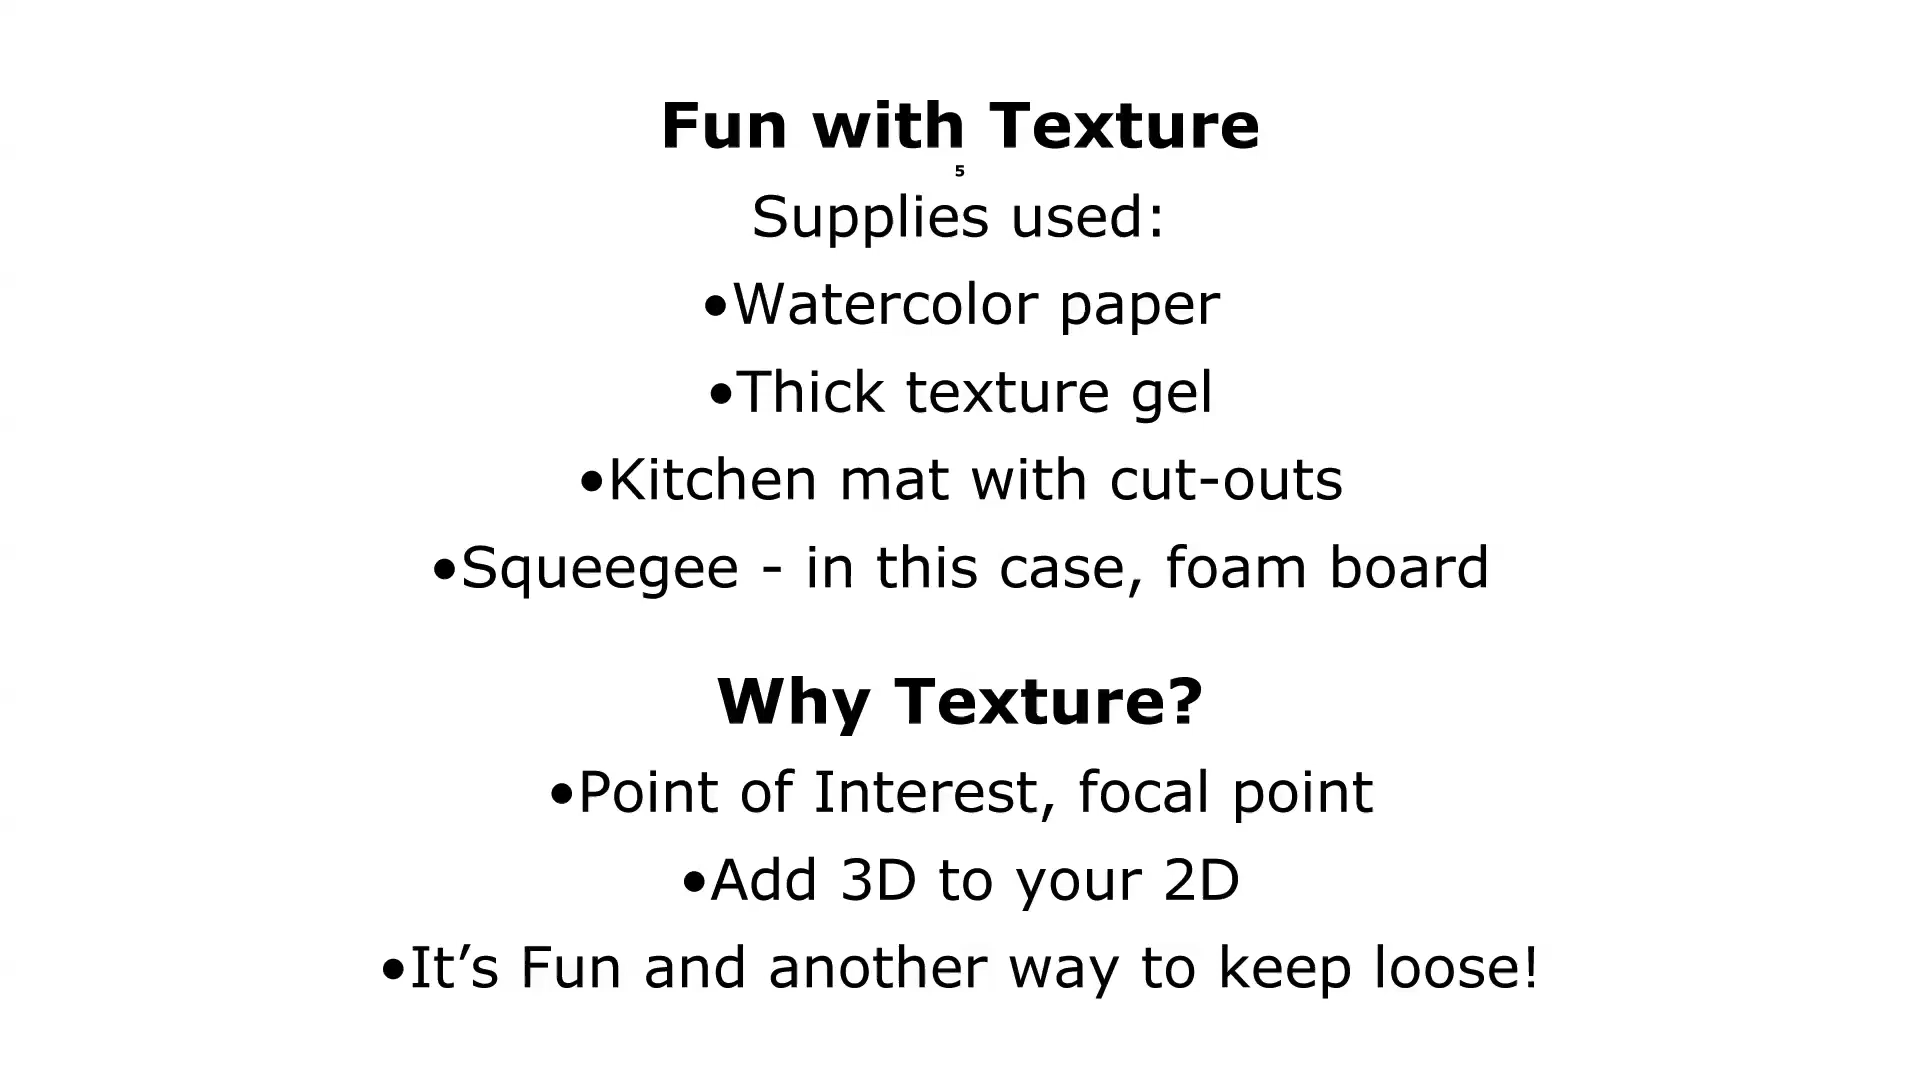 Fun with Texture
5
Supplies used:
•Watercolor paper
•Thick texture gel
•Kitchen mat with cut-outs
•Squeegee - in this case, foam board
Why Texture?
•Point of Interest, focal point
•Add 3D to your 2D
•It’s Fun and another way to keep loose!